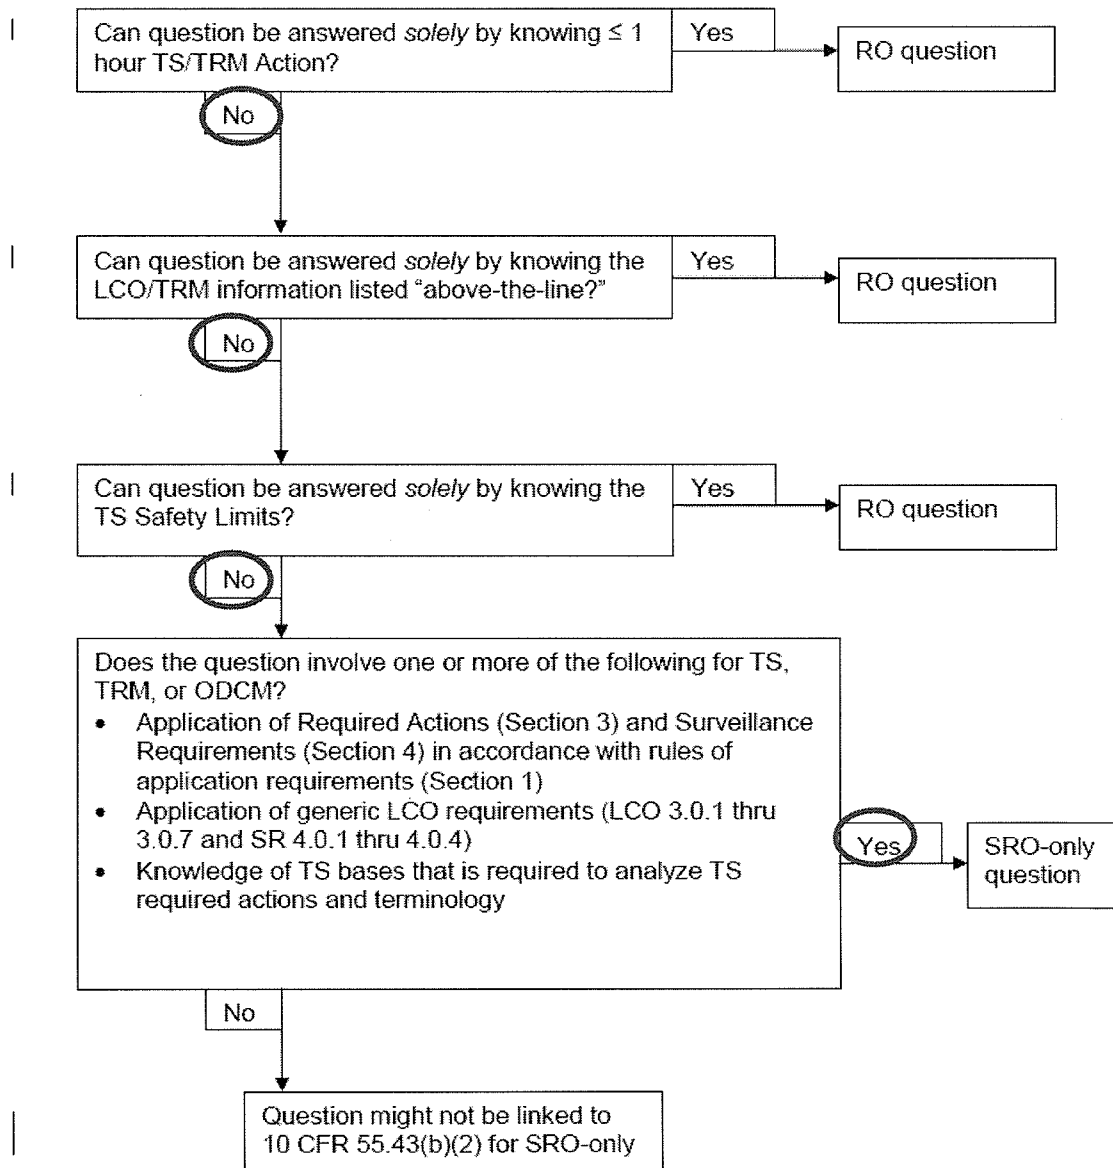 Can question be answered solely by knowing ≤ 1
hour TS/TRM Action?
Yes
RO question
No
Can question be answered solely by knowing the
LCO/TRM information listed “above-the-line?”
Yes
RO question
No
Can question be answered solely by knowing the
TS Safety Limits?
Yes
RO question
No
Does the question involve one or more of the following for TS,
TRM, or ODCM?
• Application of Required Actions (Section 3) and Surveillance
Requirements (Section 4) in accordance with rules of
application requirements (Section 1)
• Application of generic LCO requirements (LCO 3.0.1 thru
3.0.7 and SR 4.0.1 thru 4.0.4)
• Knowledge of TS bases that is required to analyze TS
required actions and terminology
Yes
SRO-only
question
No
Question might not be linked to
10 CFR 55.43(b)(2) for SRO-only